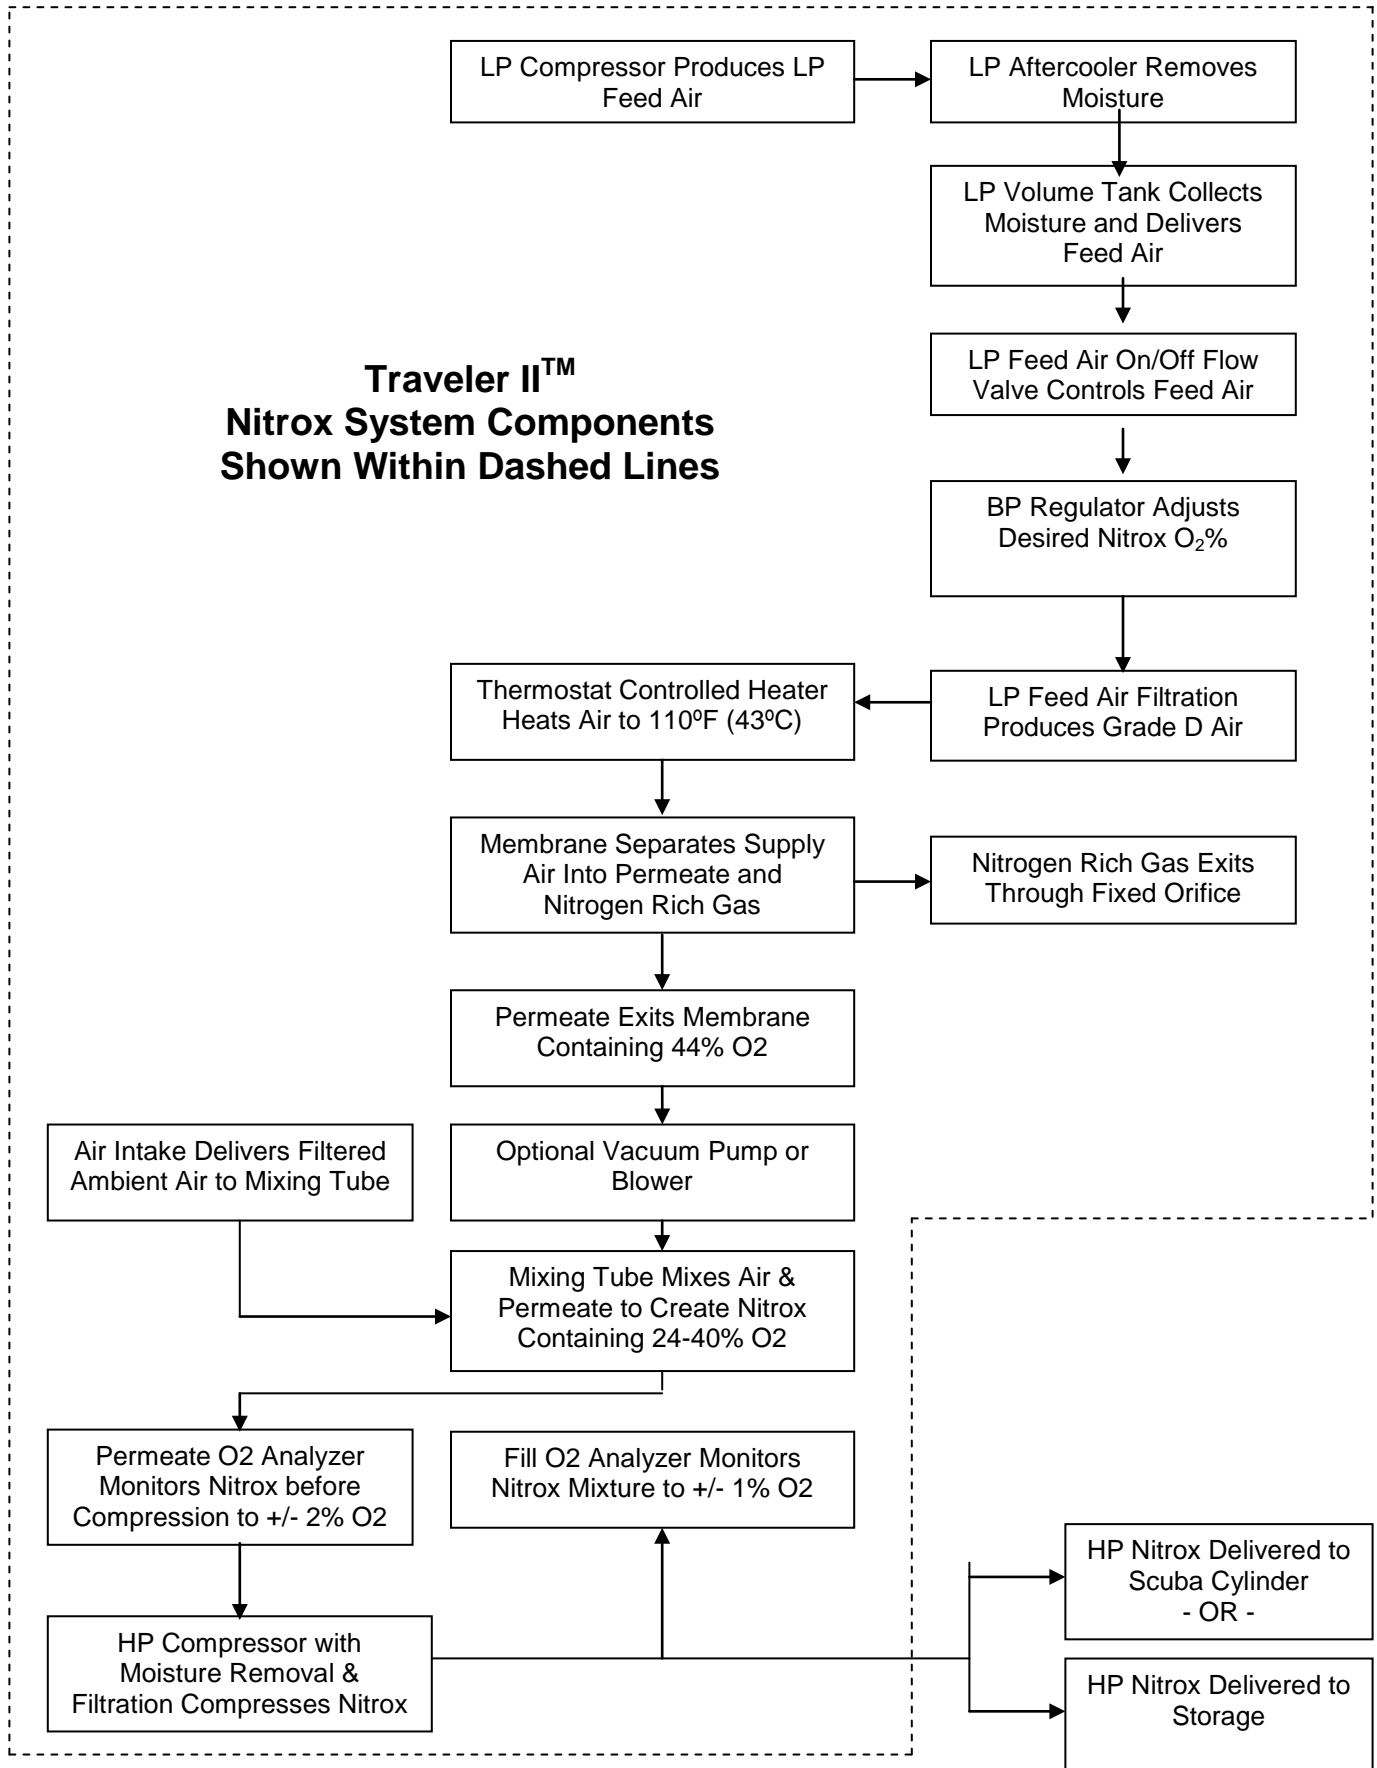 LP Compressor Produces LP
Feed Air
LP Aftercooler Removes
Moisture
LP Volume Tank Collects
Moisture and Delivers
Feed Air
LP Feed Air On/Off Flow
Valve Controls Feed Air
Traveler II™
Nitrox System Components
Shown Within Dashed Lines
BP Regulator Adjusts
Desired Nitrox O₂%
Thermostat Controlled Heater
Heats Air to 110ºF (43ºC)
LP Feed Air Filtration
Produces Grade D Air
Membrane Separates Supply
Air Into Permeate and
Nitrogen Rich Gas
Nitrogen Rich Gas Exits
Through Fixed Orifice
Permeate Exits Membrane
Containing 44% O2
Air Intake Delivers Filtered
Ambient Air to Mixing Tube
Optional Vacuum Pump or
Blower
Mixing Tube Mixes Air &
Permeate to Create Nitrox
Containing 24-40% O2
Permeate O2 Analyzer
Monitors Nitrox before
Compression to +/- 2% O2
Fill O2 Analyzer Monitors
Nitrox Mixture to +/- 1% O2
HP Nitrox Delivered to
Scuba Cylinder
- OR -
HP Compressor with
Moisture Removal &
Filtration Compresses Nitrox
HP Nitrox Delivered to
Storage